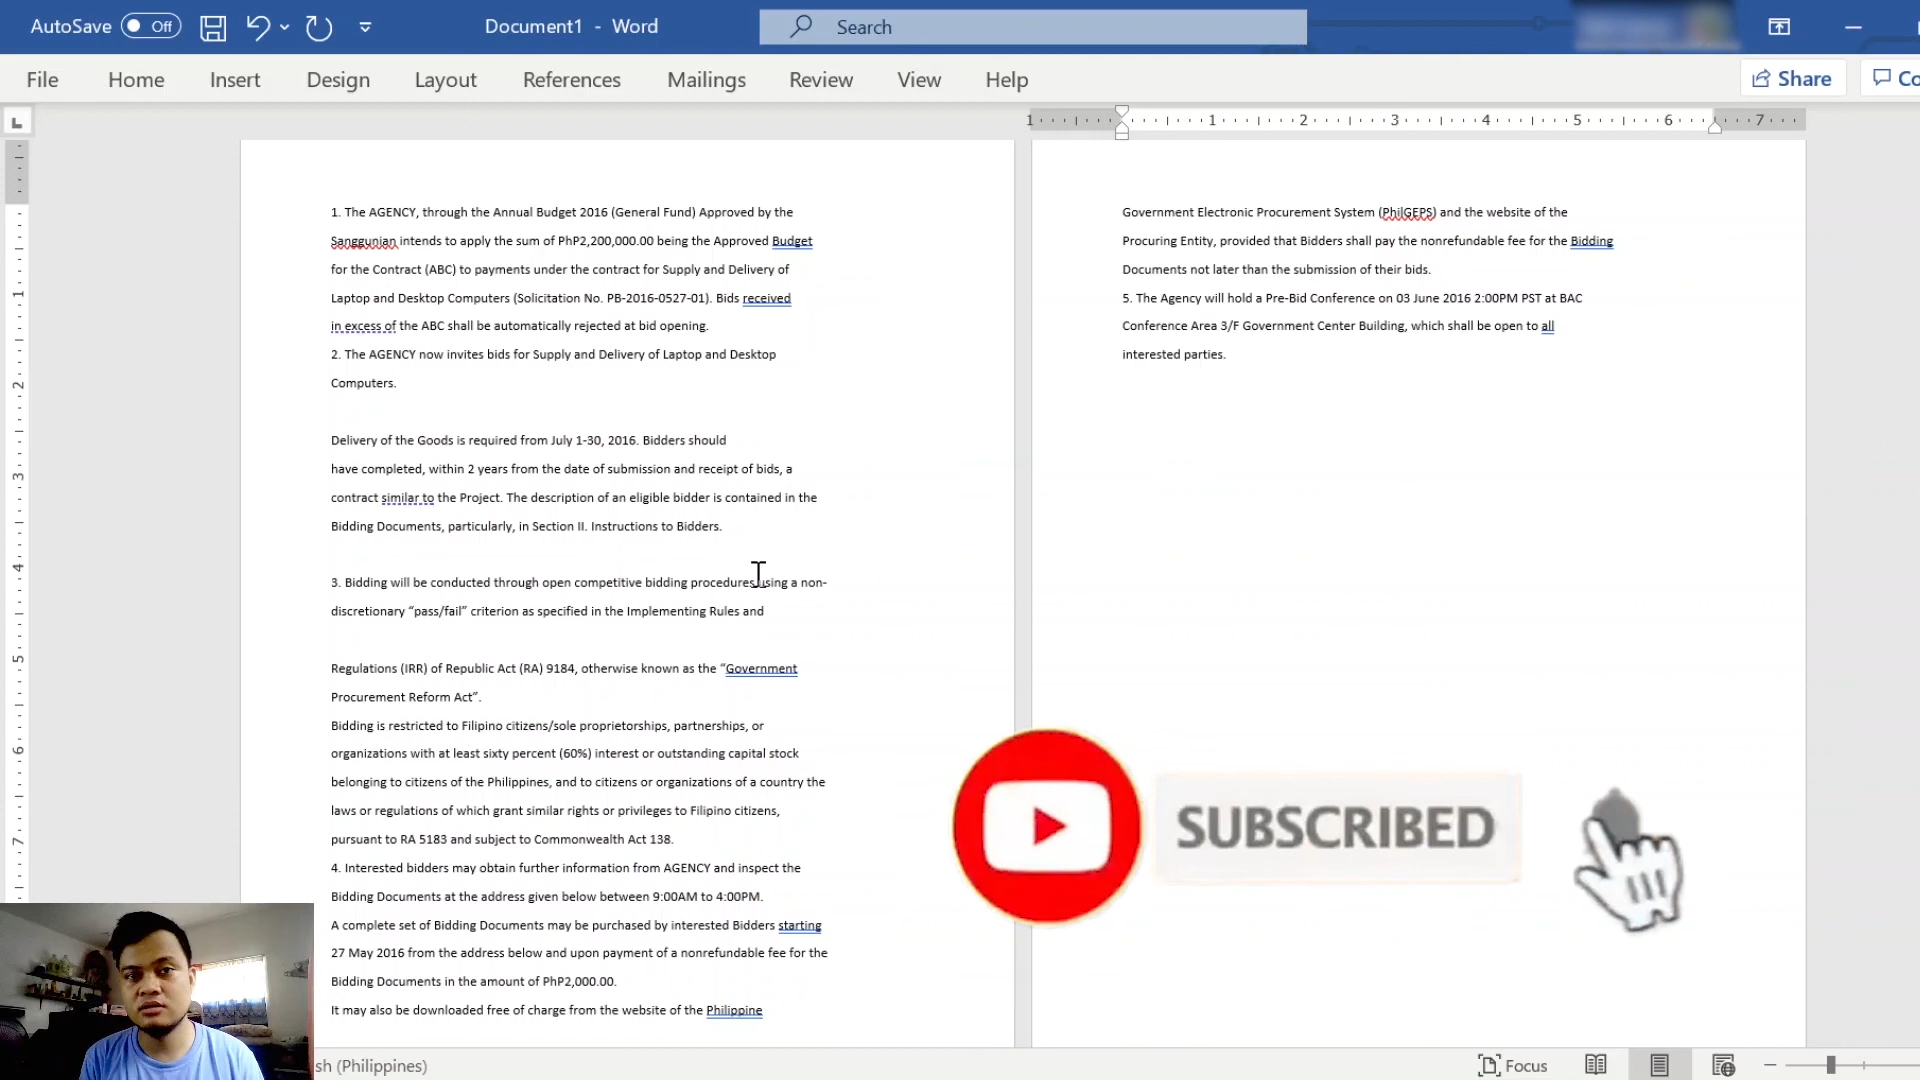 AutoSave Off Document1 - Word Search
File Home Insert Design Layout References Mailings Review View Help Share Co
1 1 2 3 4 5 6 7
1. The AGENCY, through the Annual Budget 2016 (General Fund) Approved by the
Sanggunian intends to apply the sum of PhP2,200,000.00 being the Approved Budget
for the Contract (ABC) to payments under the contract for Supply and Delivery of
Laptop and Desktop Computers (Solicitation No. PB-2016-0527-01). Bids received
in excess of the ABC shall be automatically rejected at bid opening.
2. The AGENCY now invites bids for Supply and Delivery of Laptop and Desktop
Computers.
Delivery of the Goods is required from July 1-30, 2016. Bidders should
have completed, within 2 years from the date of submission and receipt of bids, a
contract similar to the Project. The description of an eligible bidder is contained in the
Bidding Documents, particularly, in Section II. Instructions to Bidders.
3. Bidding will be conducted through open competitive bidding procedures using a non-
discretionary “pass/fail” criterion as specified in the Implementing Rules and
Regulations (IRR) of Republic Act (RA) 9184, otherwise known as the “Government
Procurement Reform Act”.
Bidding is restricted to Filipino citizens/sole proprietorships, partnerships, or
organizations with at least sixty percent (60%) interest or outstanding capital stock
belonging to citizens of the Philippines, and to citizens or organizations of a country the
laws or regulations of which grant similar rights or privileges to Filipino citizens,
pursuant to RA 5183 and subject to Commonwealth Act 138.
4. Interested bidders may obtain further information from AGENCY and inspect the
Bidding Documents at the address given below between 9:00AM to 4:00PM.
A complete set of Bidding Documents may be purchased by interested Bidders starting
27 May 2016 from the address below and upon payment of a nonrefundable fee for the
Bidding Documents in the amount of PhP2,000.00.
It may also be downloaded free of charge from the website of the Philippine
Government Electronic Procurement System (PhilGEPS) and the website of the
Procuring Entity, provided that Bidders shall pay the nonrefundable fee for the Bidding
Documents not later than the submission of their bids.
5. The Agency will hold a Pre-Bid Conference on 03 June 2016 2:00PM PST at BAC
Conference Area 3/F Government Center Building, which shall be open to all
interested parties.
1
2
3
4
5
6
7
SUBSCRIBED
sh (Philippines) Focus